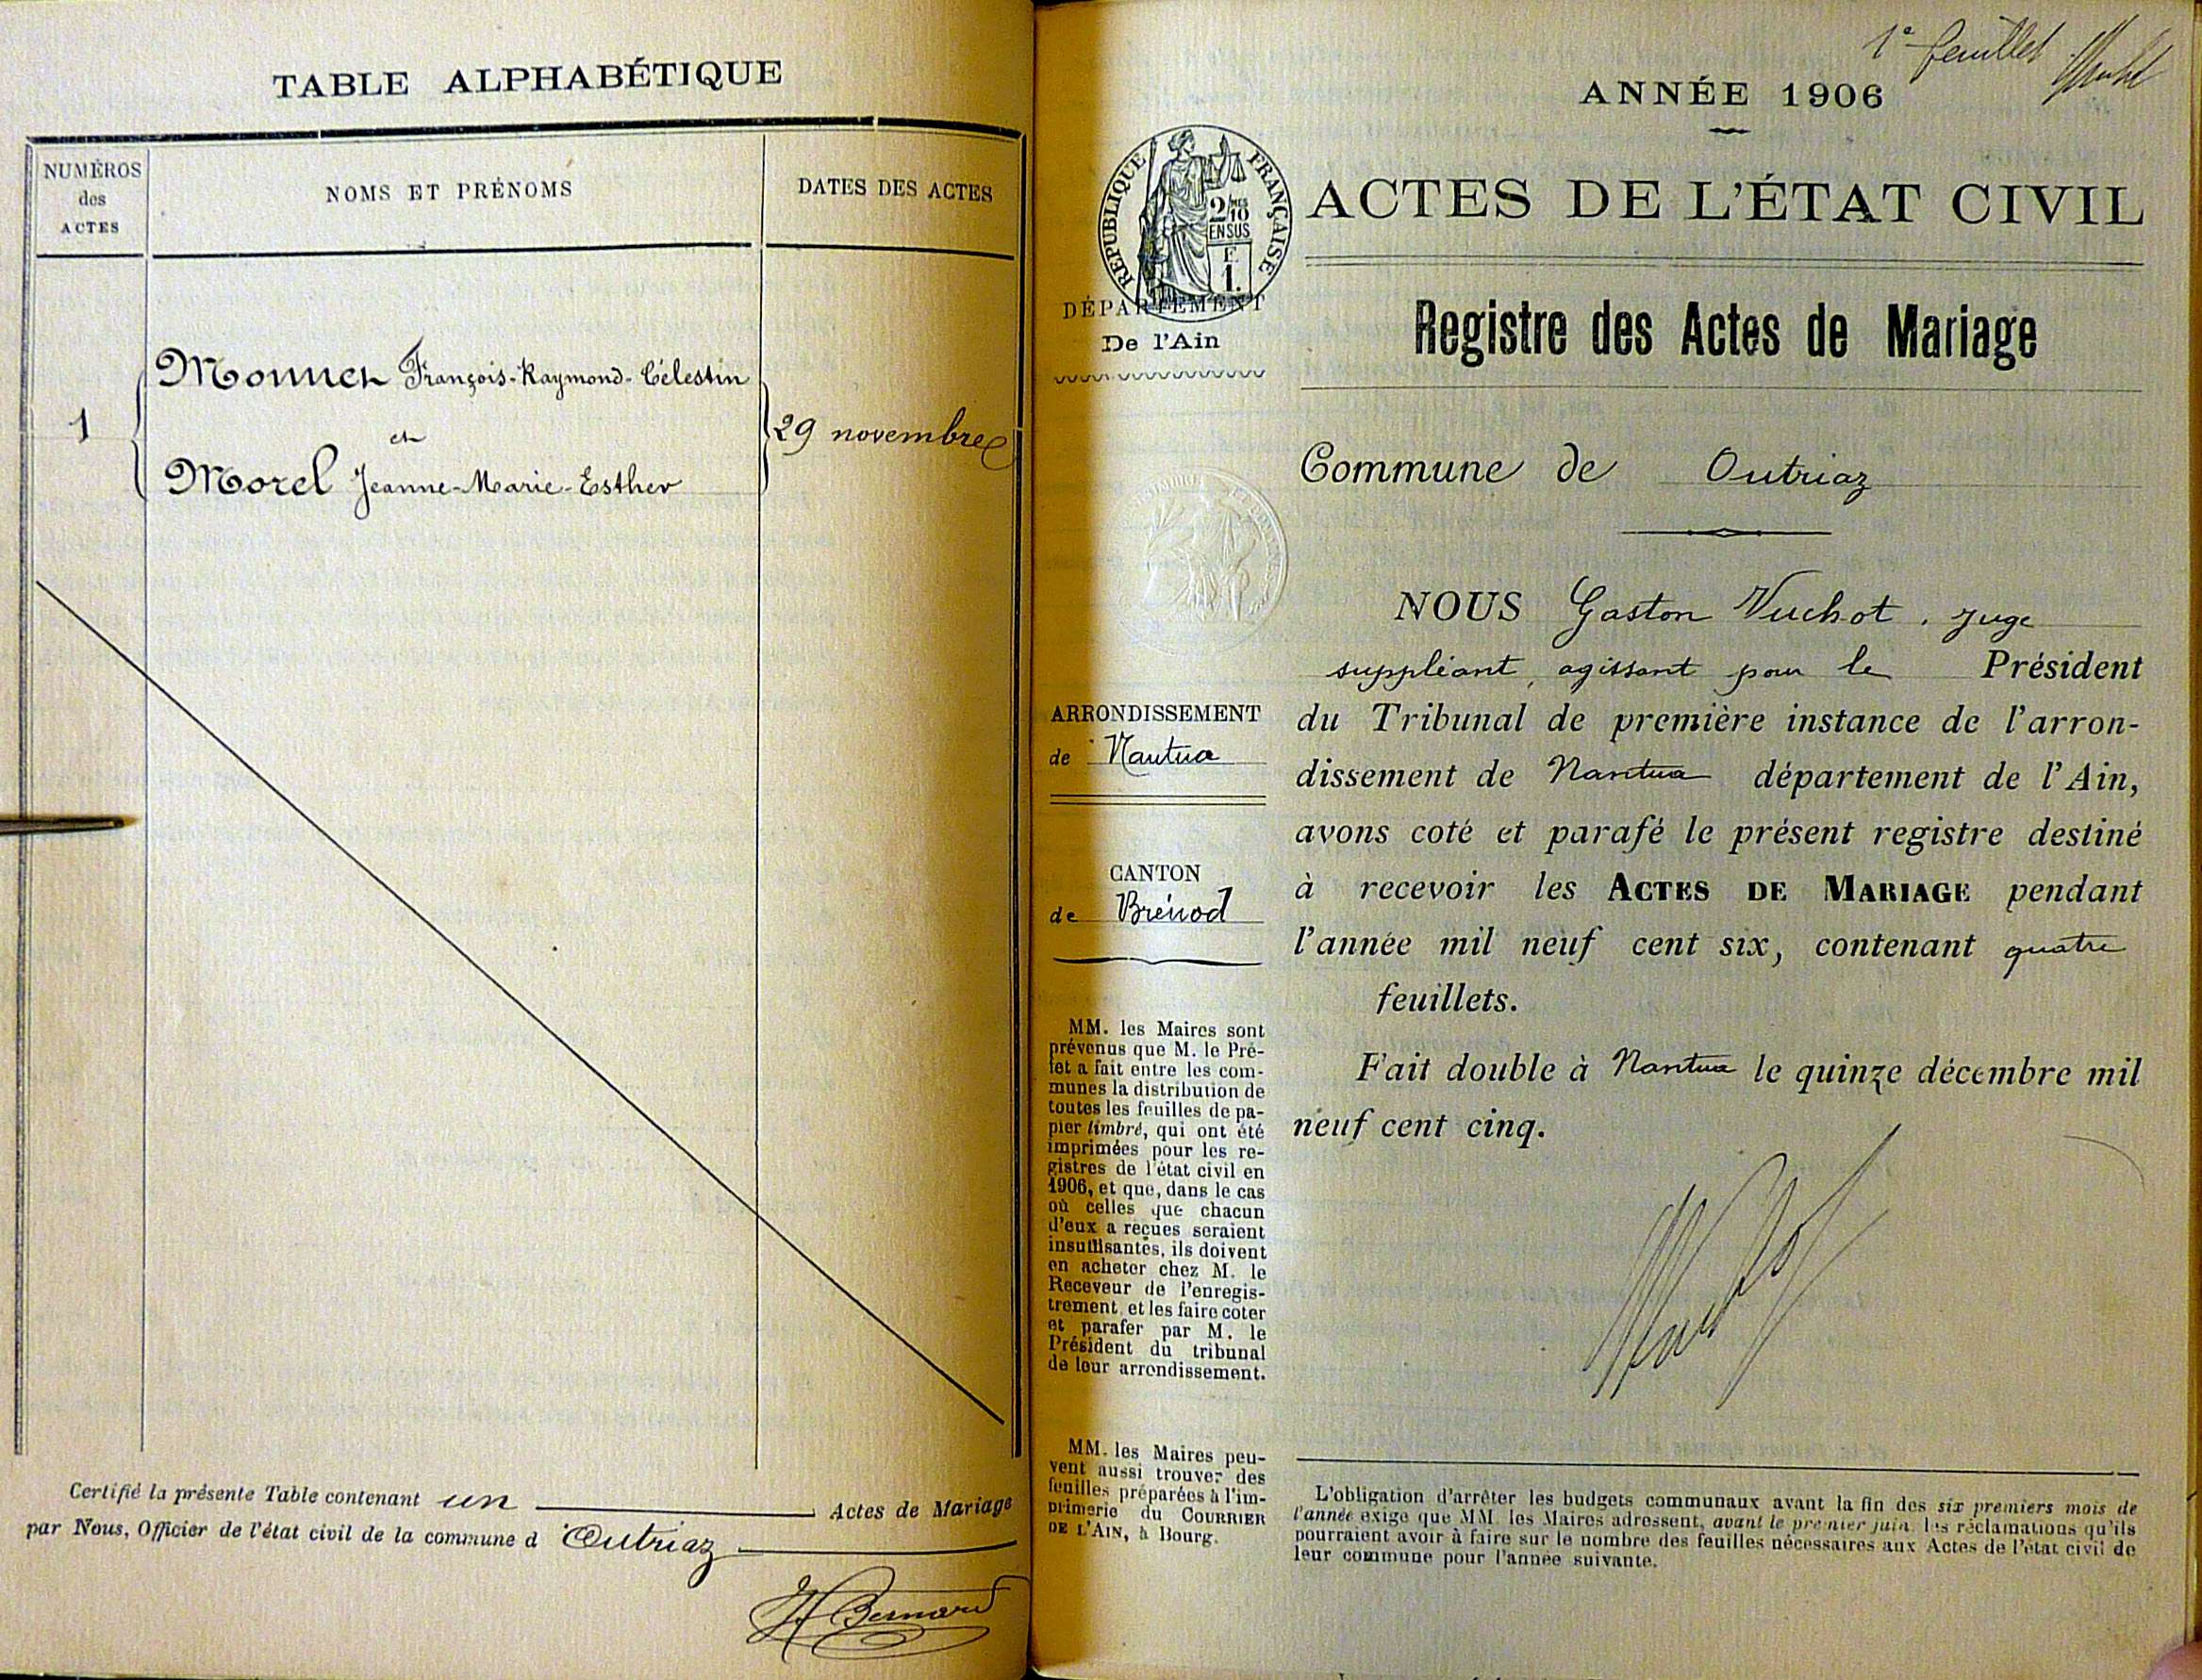 TABLE ALPHABÉTIQUE
NUMÉROS
des
ACTES
NOMS ET PRÉNOMS
DATES DES ACTES
1
Monnet François-Raymond-Célestin
et
Morel Jeanne-Marie-Esther
29 novembre
Certifié la présente Table contenant un Actes de Mariage
par Nous, Officier de l'état civil de la commune d'Outriaz
H Bernard
1e feuillet
ANNÉE 1906
RÉPUBLIQUE FRANÇAISE
2/10
EN SUS
F
1.
ACTES DE L'ÉTAT CIVIL
DÉPARTEMENT
De l'Ain
Registre des Actes de Mariage
Commune de Outriaz
NOUS Gaston Vuchot, juge
suppléant, agissant pour le Président
du Tribunal de première instance de l'arron-
dissement de Nantua département de l'Ain,
avons coté et parafé le présent registre destiné
à recevoir les ACTES DE MARIAGE pendant
l'année mil neuf cent six, contenant quatre
feuillets.
Fait double à Nantua le quinze décembre mil
neuf cent cinq.
ARRONDISSEMENT
de Nantua
CANTON
de Brénod
MM. les Maires sont
prévenus que M. le Pré-
fet a fait entre les com-
munes la distribution de
toutes les feuilles de pa-
pier timbré, qui ont été
imprimées pour les re-
gistres de l'état civil en
1906, et que, dans le cas
où celles que chacun
d'eux a reçues seraient
insuffisantes, ils doivent
en acheter chez M. le
Receveur de l'enregis-
trement et les faire coter
et parafer par M. le
Président du tribunal
de leur arrondissement.
MM. les Maires peu-
vent aussi trouver des
feuilles préparées à l'im-
primerie du COURRIER
DE L'AIN, à Bourg.
L'obligation d'arrêter les budgets communaux avant la fin des six premiers mois de
l'année exige que MM. les Maires adressent, avant le premier juin les réclamations qu'ils
pourraient avoir à faire sur le nombre des feuilles nécessaires aux Actes de l'état civil de
leur commune pour l'année suivante.